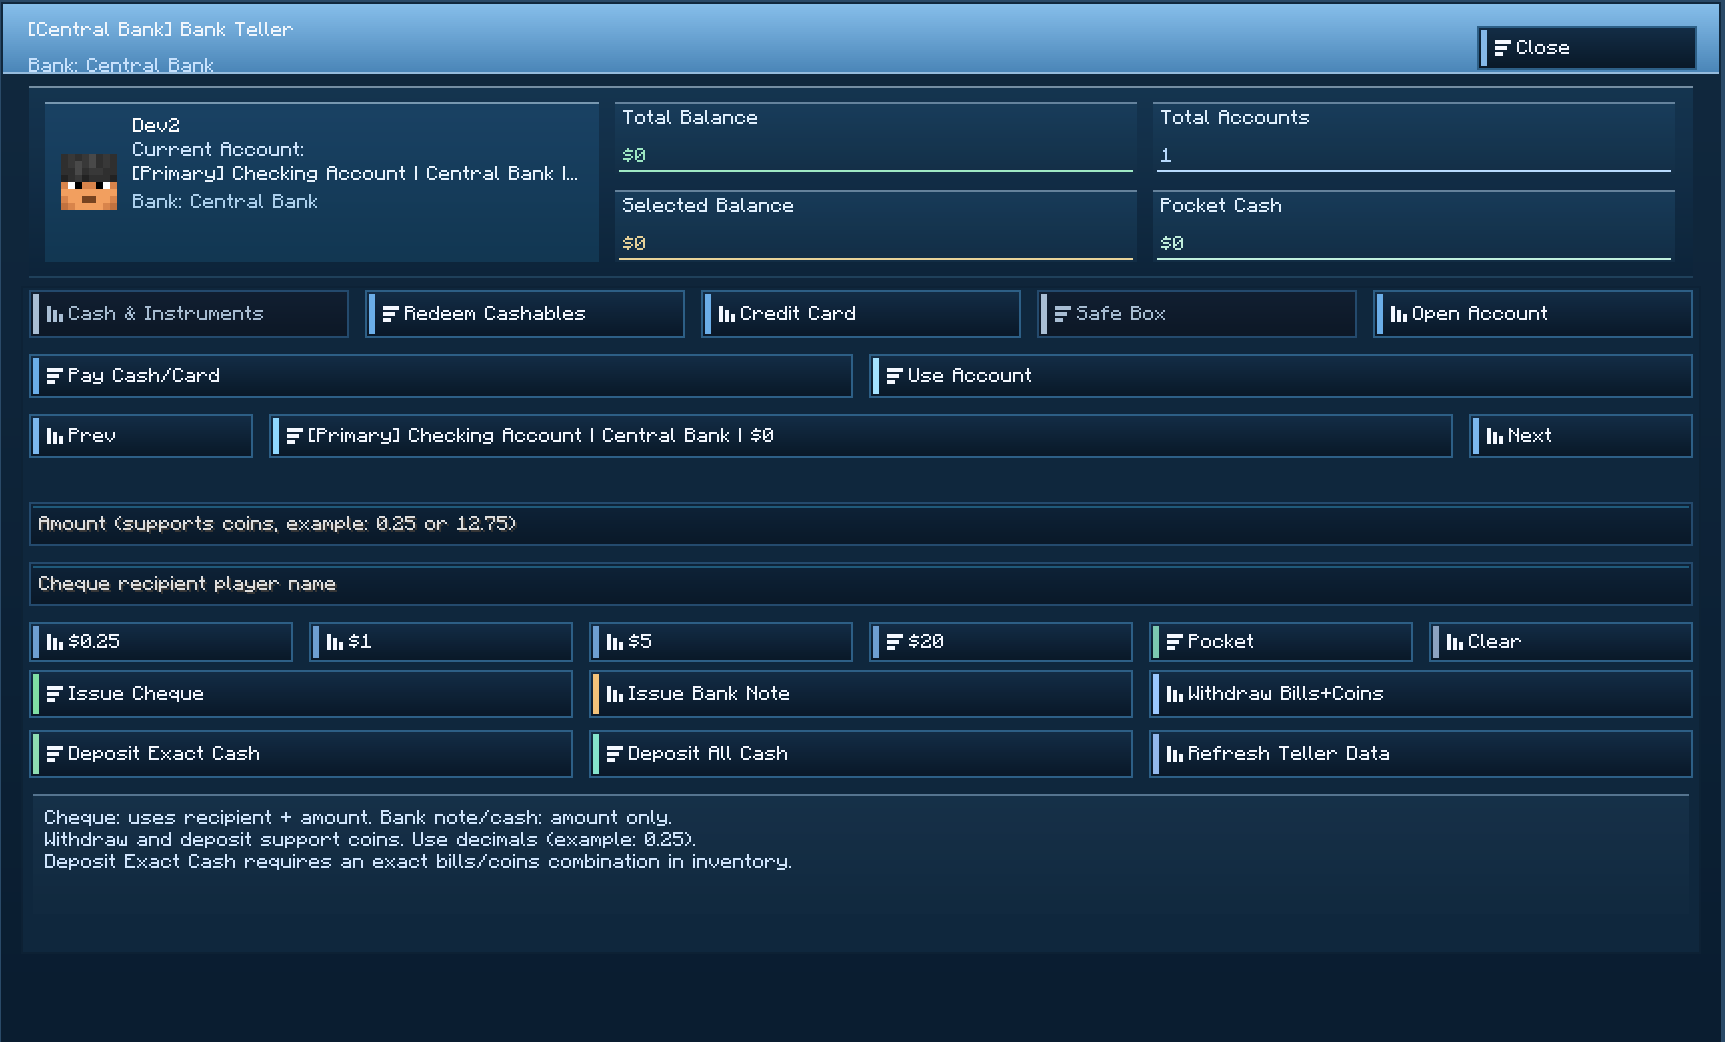 [Central Bank] Bank Teller
Bank: Central Bank
Close
Dev2
Current Account:
[Primary] Checking Account | Central Bank |...
Bank: Central Bank
Total Balance
$0
Total Accounts
1
Selected Balance
$0
Pocket Cash
$0
Cash & Instruments
Redeem Cashables
Credit Card
Safe Box
Open Account
Pay Cash/Card
Use Account
Prev
[Primary] Checking Account | Central Bank | $0
Next
Amount (supports coins, example: 0.25 or 12.75)
Cheque recipient player name
$0.25
$1
$5
$20
Pocket
Clear
Issue Cheque
Issue Bank Note
Withdraw Bills+Coins
Deposit Exact Cash
Deposit All Cash
Refresh Teller Data
Cheque: uses recipient + amount. Bank note/cash: amount only.
Withdraw and deposit support coins. Use decimals (example: 0.25).
Deposit Exact Cash requires an exact bills/coins combination in inventory.